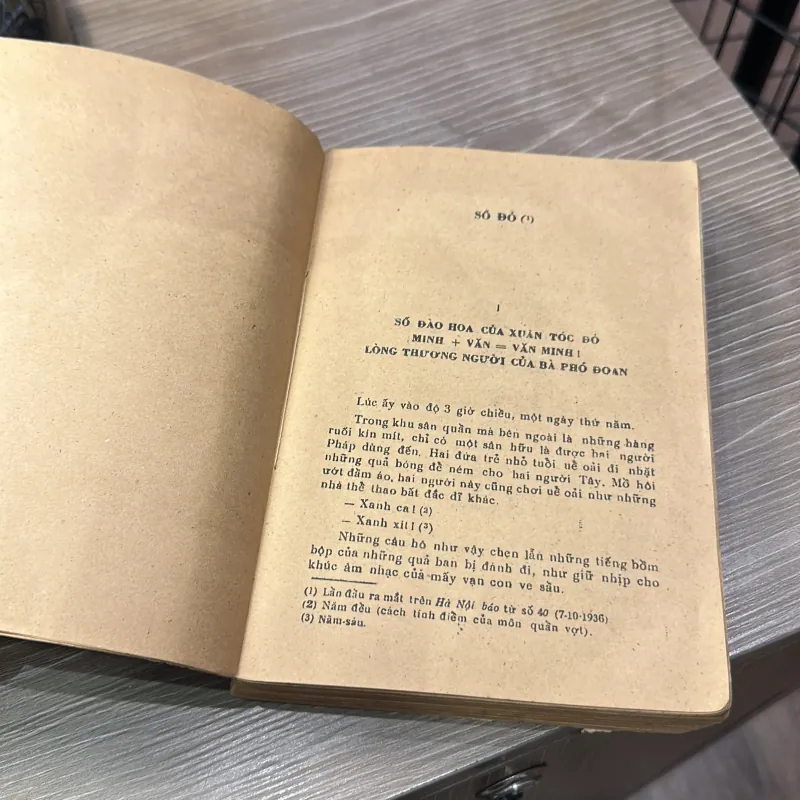 SỐ ĐỎ (1)
I
SỐ ĐÀO HOA CỦA XUÂN TÓC ĐỎ
MINH + VĂN = VĂN MINH!
LÒNG THƯƠNG NGƯỜI CỦA BÀ PHÓ ĐOAN
Lúc ấy vào độ 3 giờ chiều, một ngày thứ năm.
Trong khu sân quần mà bên ngoài là những hàng
ruối kín mít, chỉ có một sân hữu là được hai người
Pháp dùng đến. Hai đứa trẻ nhỏ tuổi uể oải đi nhặt
những quả bóng để ném cho hai người Tây. Mồ hôi
ướt đầm áo, hai người này cũng chơi uể oải như những
nhà thể thao bất đắc dĩ khác.
— Xanh ca! (2)
— Xanh xit! (3)
Những câu hô như vậy chen lẫn những tiếng bồm
bộp của những quả ban bị đánh đi, như giữ nhịp cho
khúc âm nhạc của mấy vạn con ve sầu.
(1) Lần đầu ra mắt trên Hà Nội báo từ số 40 (7-10-1936)
(2) Năm đều (cách tính điểm của môn quần vợt).
(3) Năm-sáu.